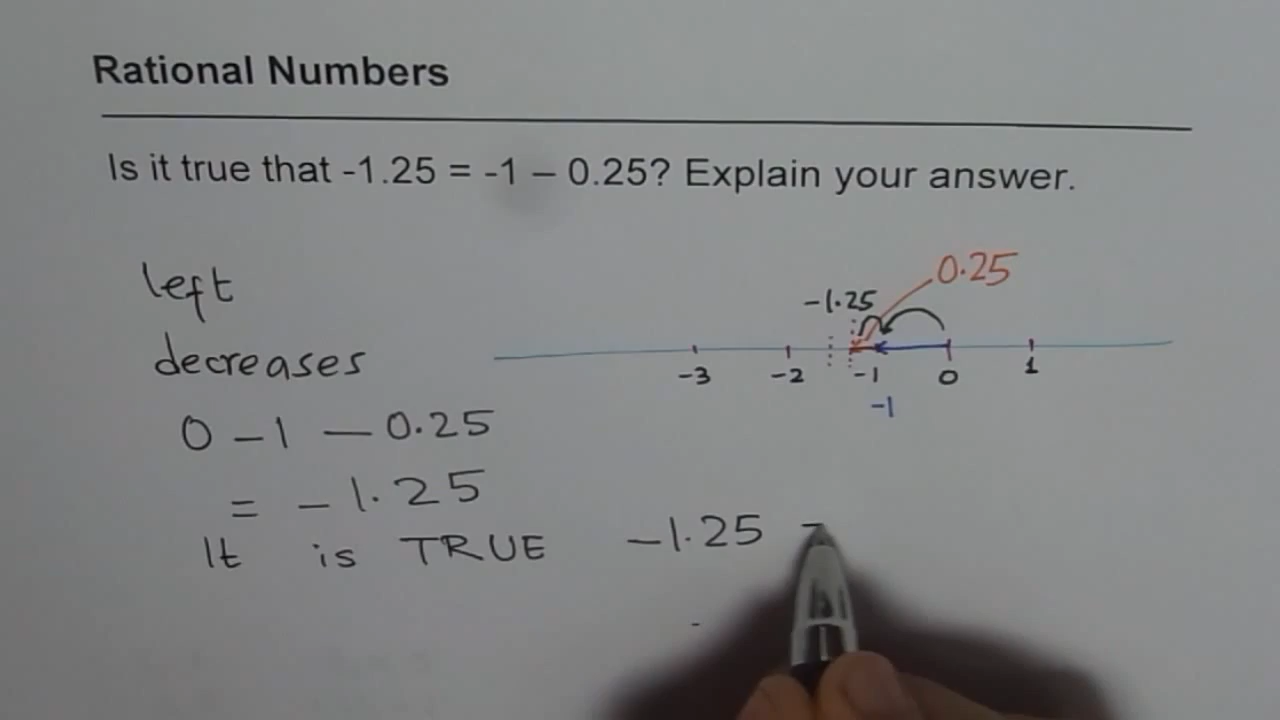 Rational Numbers
Is it true that -1.25 = -1 – 0.25? Explain your answer.
left
decreases
0 – 1 — 0.25
= – 1.25
It is TRUE –1.25
0.25
–1.25
–3 –2 –1 0 1
–1